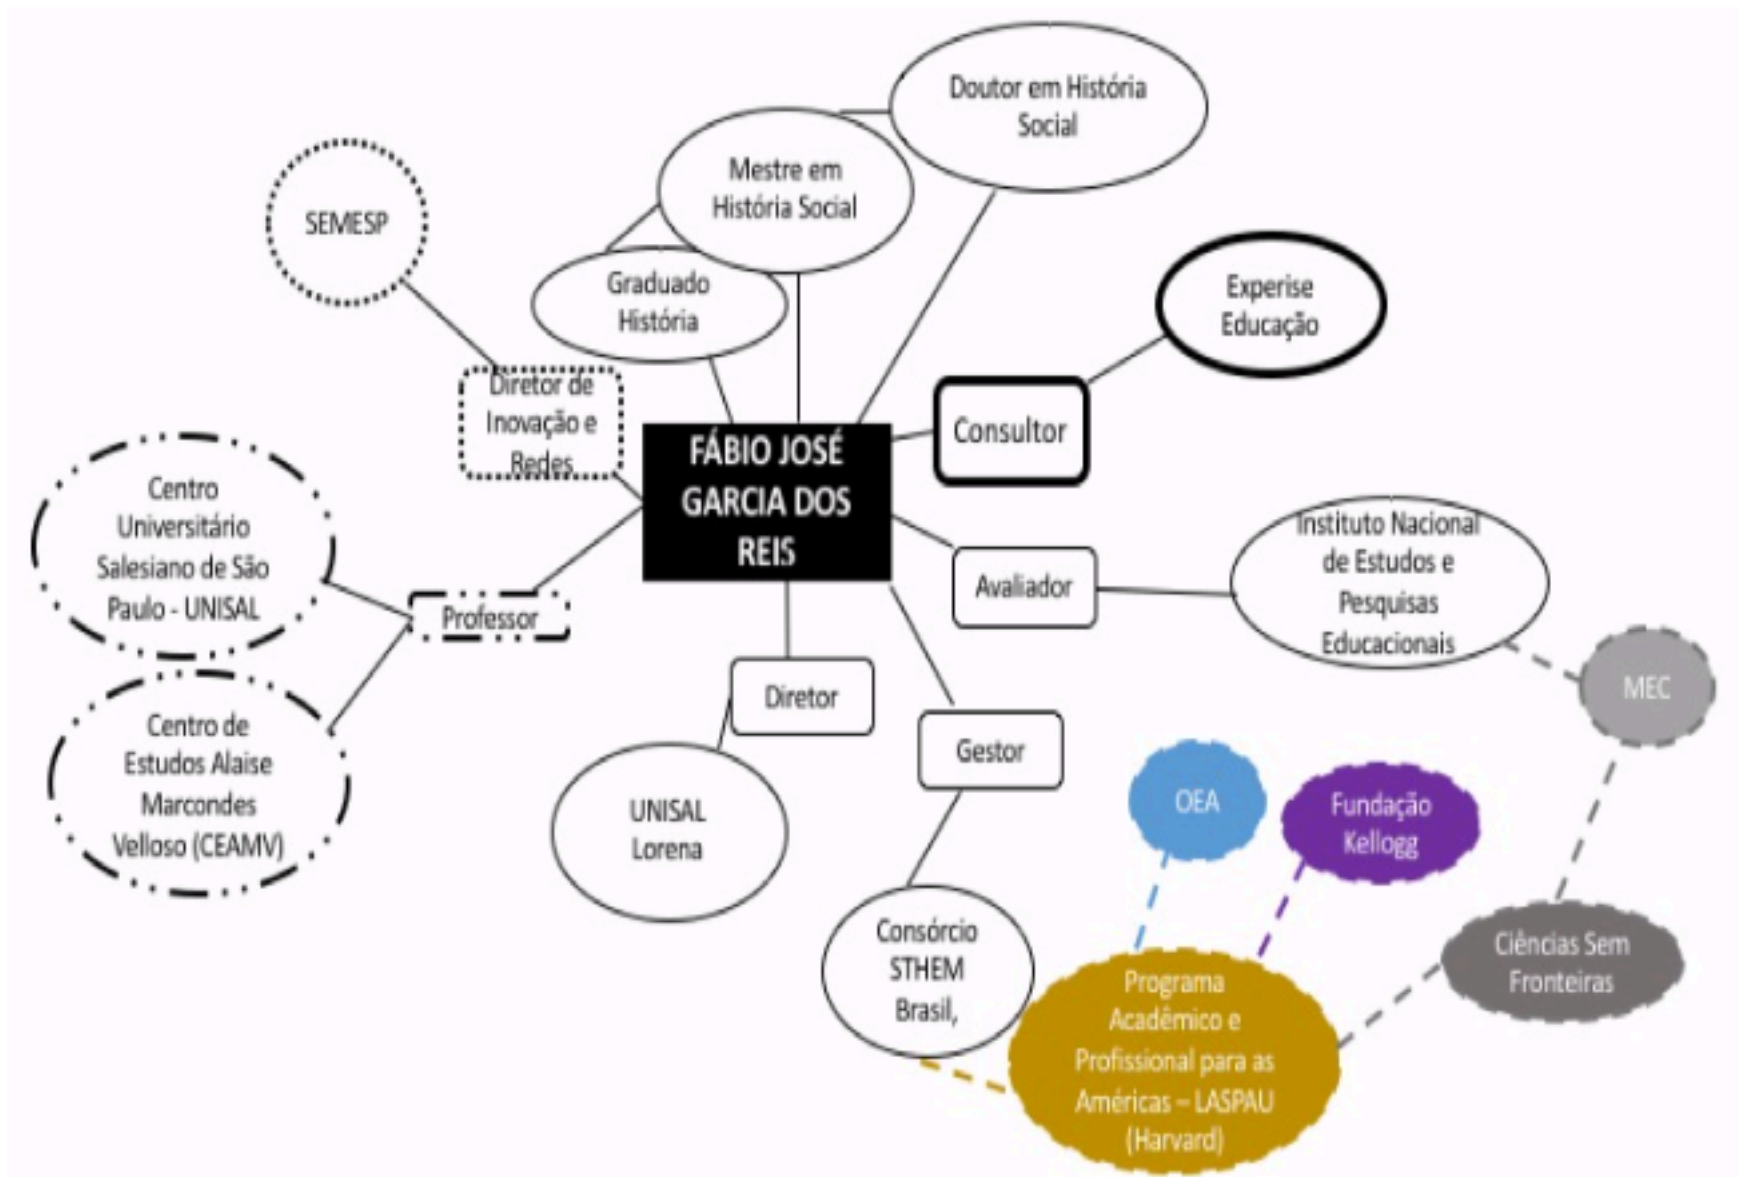 Doutor em História
Social
Mestre em
História Social
SEMESP
Graduado
História
Experise
Educação
Diretor de
Inovação e
Redes
Consultor
FÁBIO JOSÉ
GARCIA DOS
REIS
Centro
Universitário
Salesiano de São
Paulo - UNISAL
Professor
Avaliador
Instituto Nacional
de Estudos e
Pesquisas
Educacionais
MEC
Centro de
Estudos Alaise
Marcondes
Velloso (CEAMV)
Diretor
Gestor
UNISAL
Lorena
OEA
Fundação
Kellogg
Consórcio
STHEM
Brasil,
Ciências Sem
Fronteiras
Programa
Acadêmico e
Profissional para as
Américas – LASPAU
(Harvard)